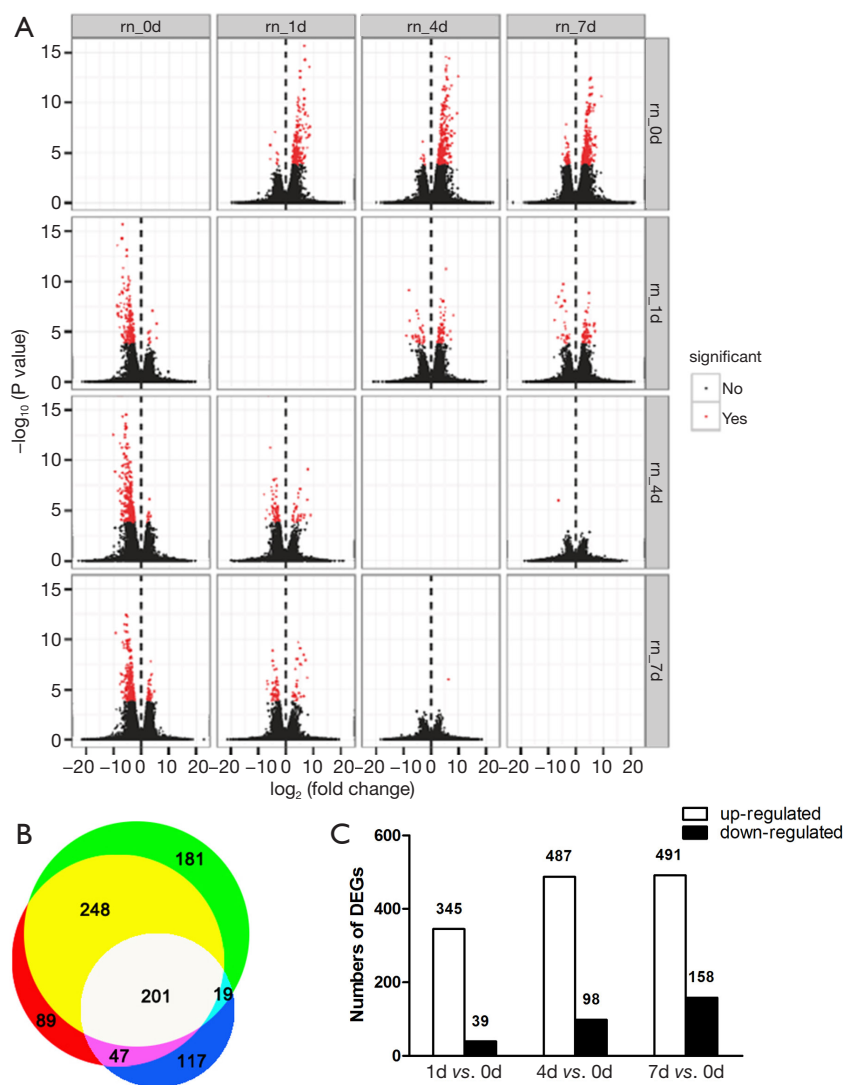 A
rn_0d rn_1d rn_4d rn_7d
15
10
5
0
rn_0d
15
10
5
0
rn_1d
15
10
5
0
rn_4d
15
10
5
0
rn_7d
−log₁₀ (P value)
−20 −10 0 10 20 −20 −10 0 10 20 −20 −10 0 10 20 −20 −10 0 10 20
log₂ (fold change)
significant
No
Yes
B
181
248
201
19
89
47
117
C
up-regulated
down-regulated
Numbers of DEGs
600
400
200
0
345
39
487
98
491
158
1d vs. 0d 4d vs. 0d 7d vs. 0d